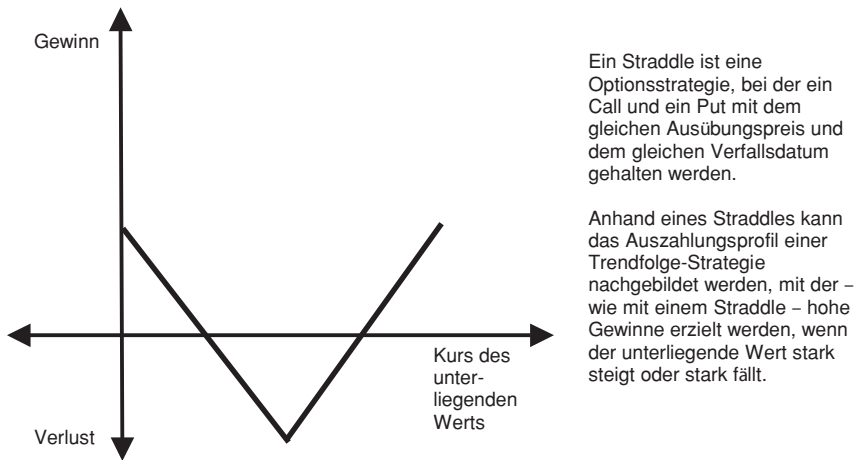 Gewinn
Ein Straddle ist eine
Optionsstrategie, bei der ein
Call und ein Put mit dem
gleichen Ausübungspreis und
dem gleichen Verfallsdatum
gehalten werden.
Anhand eines Straddles kann
das Auszahlungsprofil einer
Trendfolge-Strategie
nachgebildet werden, mit der –
wie mit einem Straddle – hohe
Gewinne erzielt werden, wenn
der unterliegende Wert stark
steigt oder stark fällt.
Kurs des
unter-
liegenden
Werts
Verlust